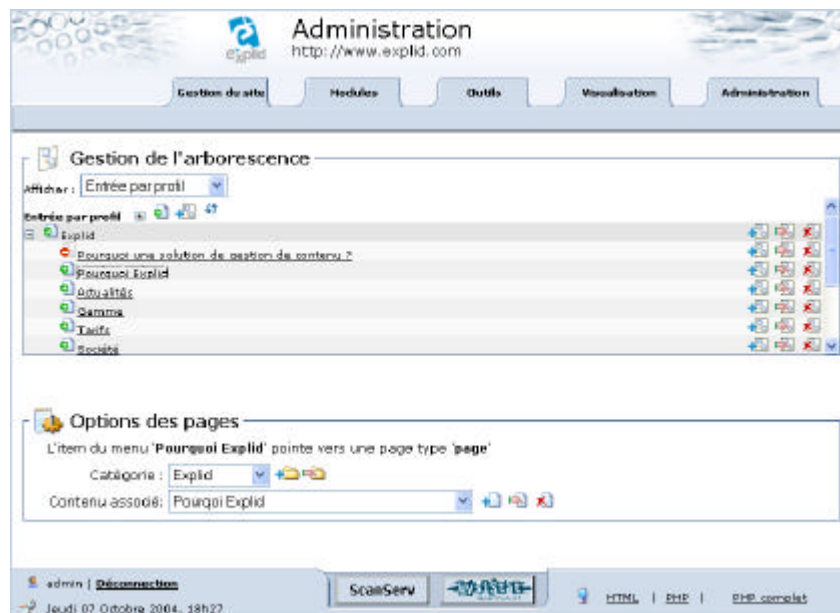 Administration
explid
http://www.explid.com
Gestion du site
Modules
Outils
Visualisation
Administration
Gestion de l'arborescence
Afficher : Entrée par profil
Entrée par profil
Explid
Pourquoi une solution de gestion de contenu ?
Pourquoi Explid
Actualités
Gamme
Tarifs
Société
Options des pages
L'item du menu 'Pourquoi Explid' pointe vers une page type 'page'
Catégorie : Explid
Contenu associé: Pourqoi Explid
admin | Déconnection
ScanServ
HTML | PHP | PHP complet
Jeudi 07 Octobre 2004, 18h27